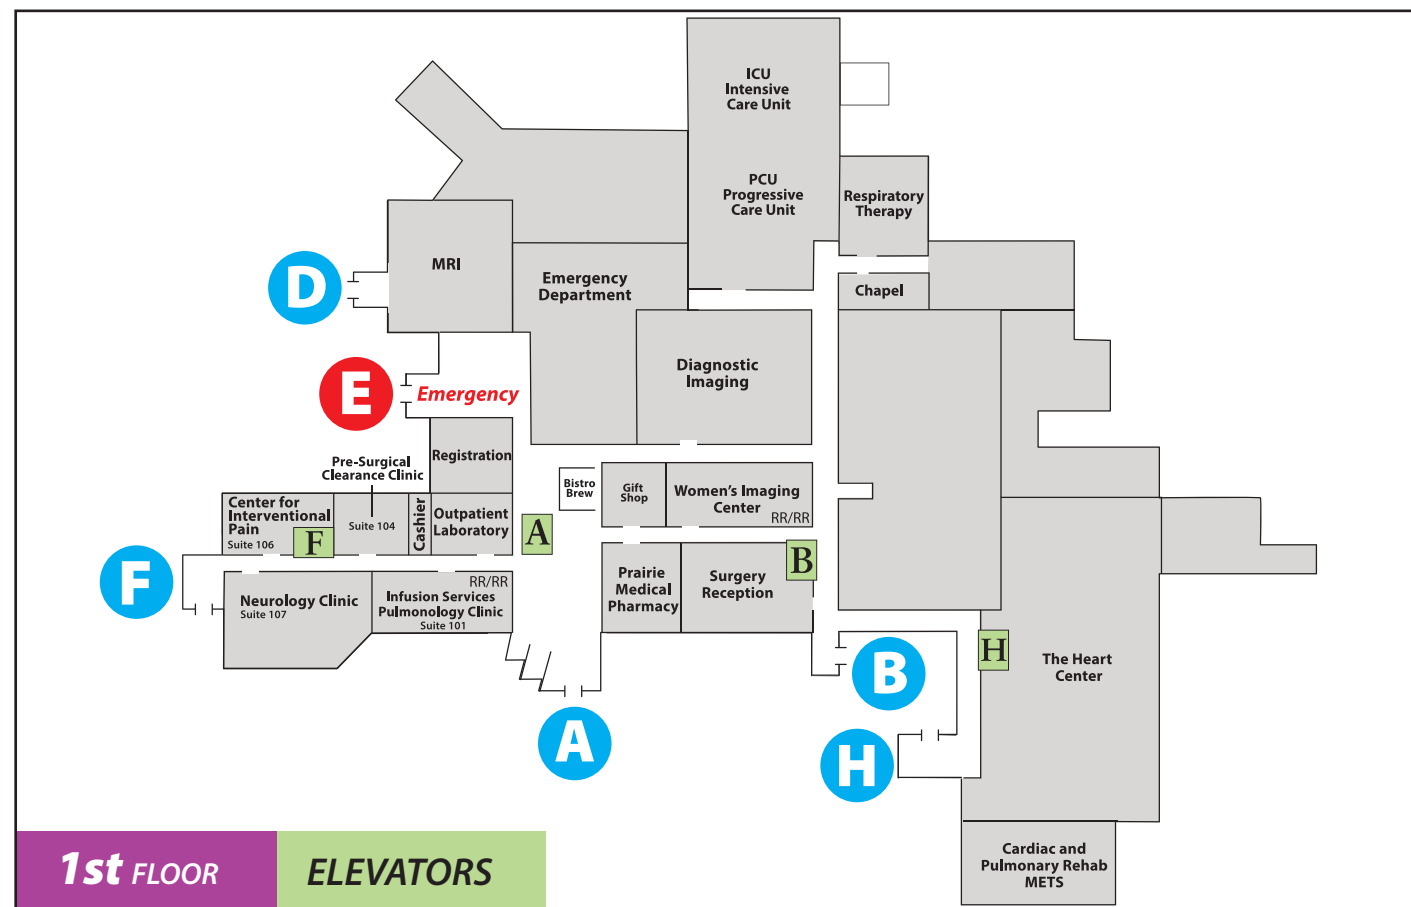 ICU
Intensive
Care Unit
PCU
Progressive
Care Unit
Respiratory
Therapy
MRI
Emergency
Department
Chapel
D
Diagnostic
Imaging
E
Emergency
Registration
Pre-Surgical
Clearance Clinic
Bistro
Brew
Gift
Shop
Women's Imaging
Center
RR/RR
Center for
Interventional
Pain
Suite 106
F
Suite 104
Cashier
Outpatient
Laboratory
A
B
F
Neurology Clinic
Suite 107
RR/RR
Infusion Services
Pulmonology Clinic
Suite 101
Prairie
Medical
Pharmacy
Surgery
Reception
H
The Heart
Center
B
A
H
Cardiac and
Pulmonary Rehab
METS
1st FLOOR
ELEVATORS